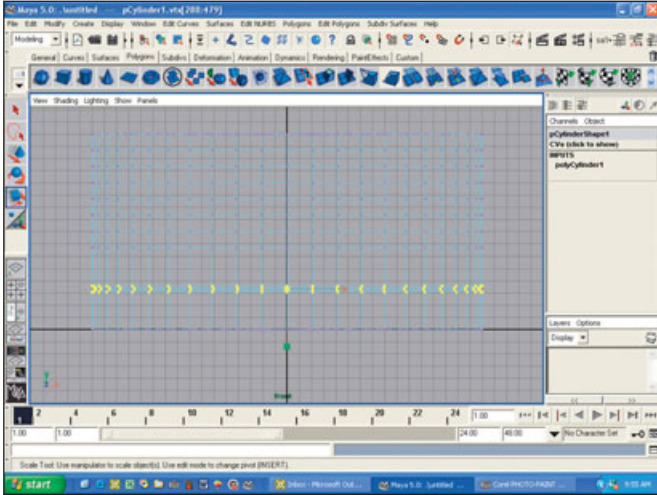 Maya 5.0: .\untitled --- pCylinder1.vtx[288:479]
File Edit Modify Create Display Window Edit Curves Surfaces Edit NURBS Polygons Edit Polygons Subdiv Surfaces Help
Modeling
General Curves Surfaces Polygons Subdivs Deformation Animation Dynamics Rendering PaintEffects Custom
View Shading Lighting Show Panels
Channels Object
pCylinderShape1
CVs (click to show)
INPUTS
polyCylinder1
Layers Options
Display
2 4 6 8 10 12 14 16 18 20 22 24 1.00
1.00 1.00 24.00 48.00 No Character Set
Scale Tool: Use manipulator to scale object(s). Use edit mode to change pivot (INSERT).
start Inbox - Microsoft Out... Maya 5.0: .\untitled ... Corel PHOTO-PAINT ... 9:55 AM